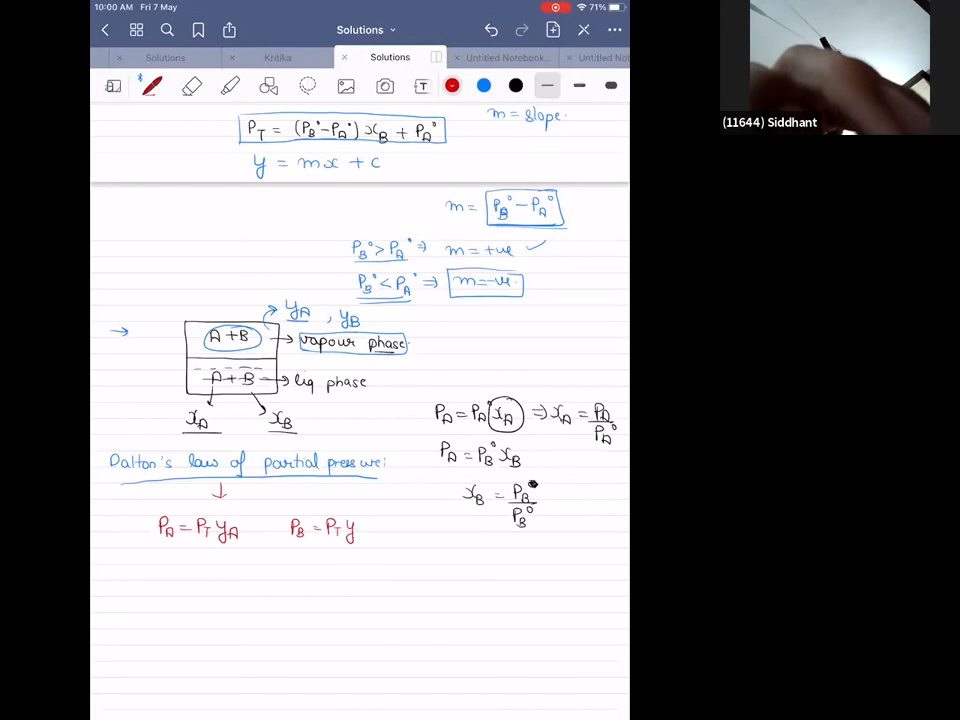 10:00 AM Fri 7 May
71%
Solutions
Solutions
Kritika
Solutions
Untitled Notebook...
Untitled Not
(11644) Siddhant
m = slope.
P_T = (P_B° - P_A°) x_B + P_A°
y = mx + c
m = P_B° - P_A°
P_B° > P_A° ⇒ m = +ve ✓
P_B° < P_A° ⇒ m = -ve
→ y_A , y_B
A + B → vapour phase
A + B → liq phase
x_A x_B
P_A = P_A° x_A ⇒ x_A = P_A / P_A°
P_A = P_B° x_B
Dalton's law of partial pressure:
x_B = P_B / P_B°
P_A = P_T y_A P_B = P_T y